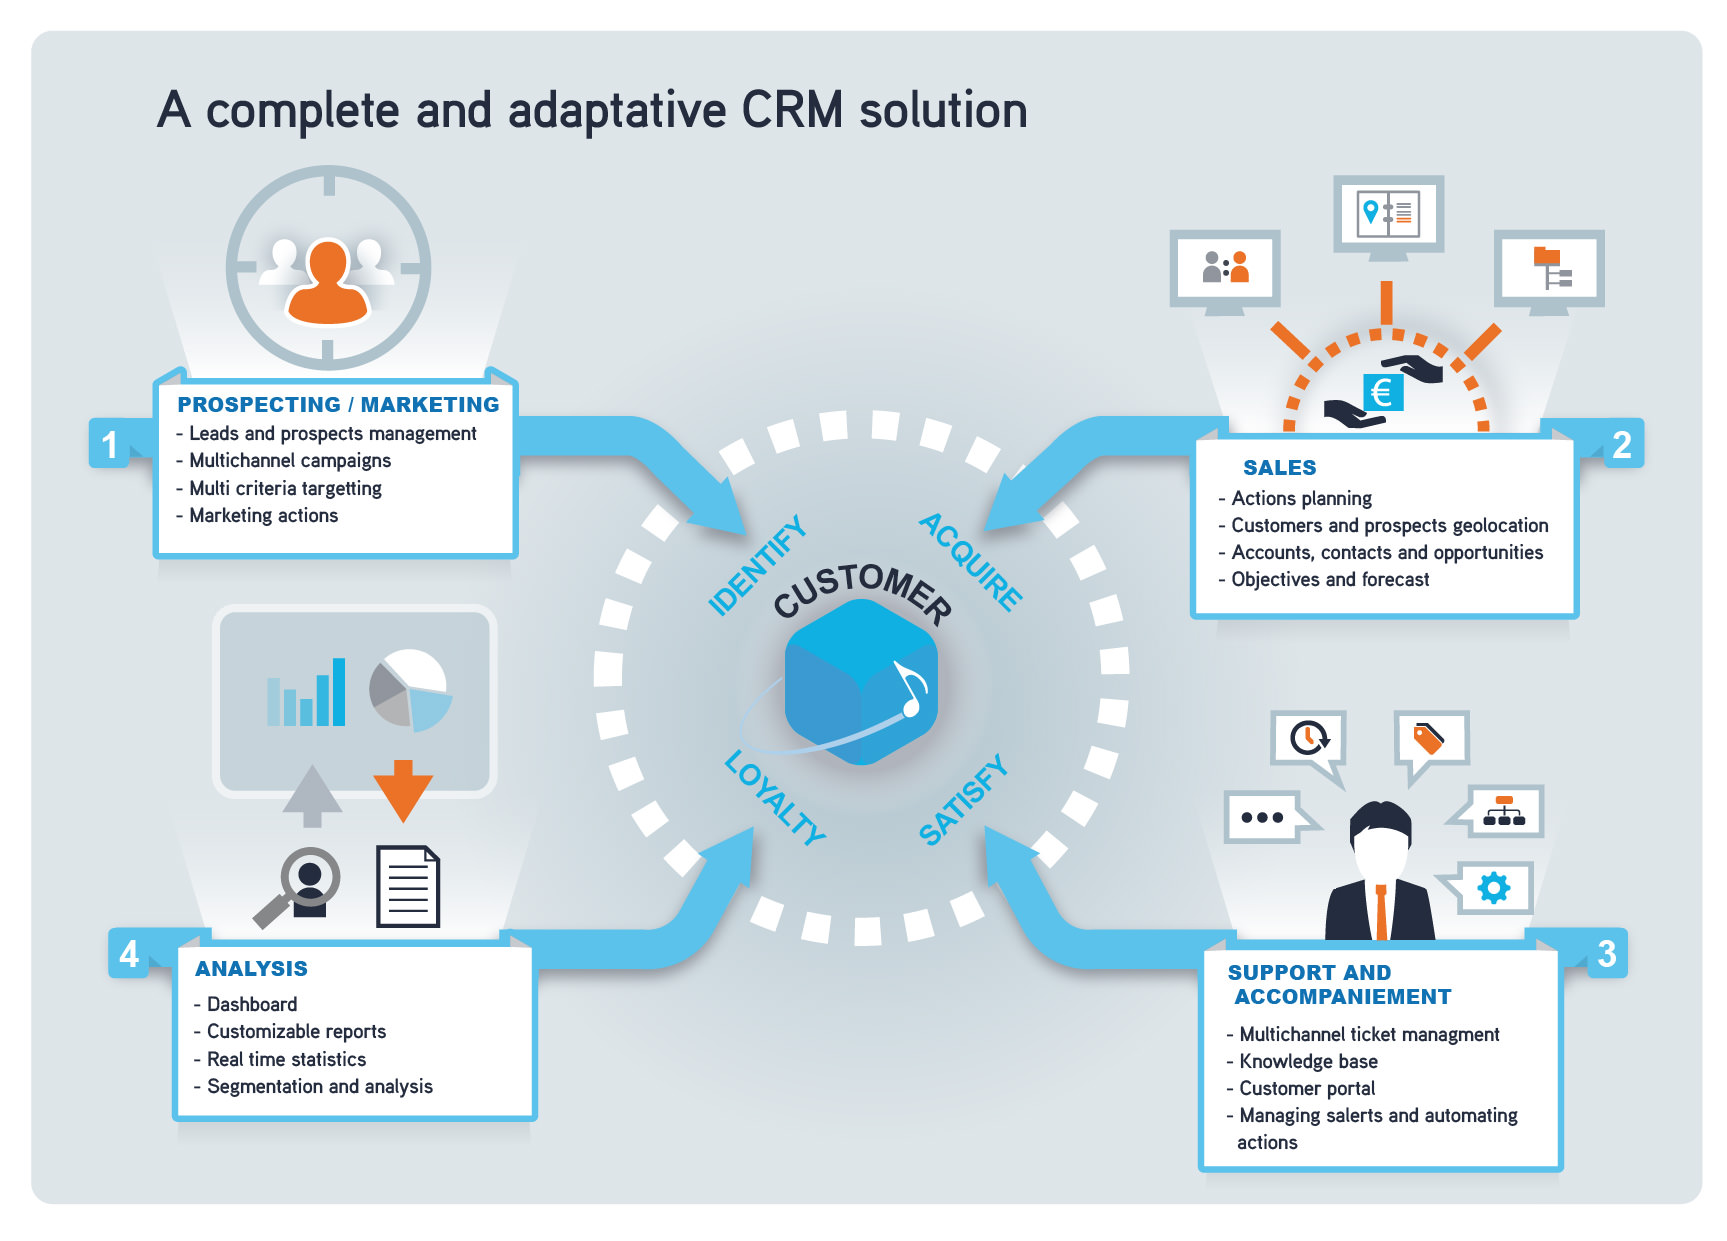 A complete and adaptative CRM solution
1
PROSPECTING / MARKETING
- Leads and prospects management
- Multichannel campaigns
- Multi criteria targetting
- Marketing actions
2
€
SALES
- Actions planning
- Customers and prospects geolocation
- Accounts, contacts and opportunities
- Objectives and forecast
IDENTIFY
ACQUIRE
CUSTOMER
LOYALTY
SATISFY
4
ANALYSIS
- Dashboard
- Customizable reports
- Real time statistics
- Segmentation and analysis
3
SUPPORT AND
ACCOMPANIEMENT
- Multichannel ticket managment
- Knowledge base
- Customer portal
- Managing salerts and automating
actions